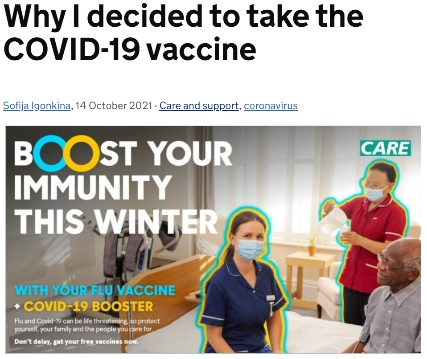 Why I decided to take the
COVID-19 vaccine
Sofija Igonkina, 14 October 2021 - Care and support, coronavirus
CARE
BOOST YOUR
IMMUNITY
THIS WINTER
WITH YOUR FLU VACCINE
+ COVID-19 BOOSTER
Flu and Covid-19 can be life threatening, so protect
yourself, your family and the people you care for.
Don't delay, get your free vaccines now.